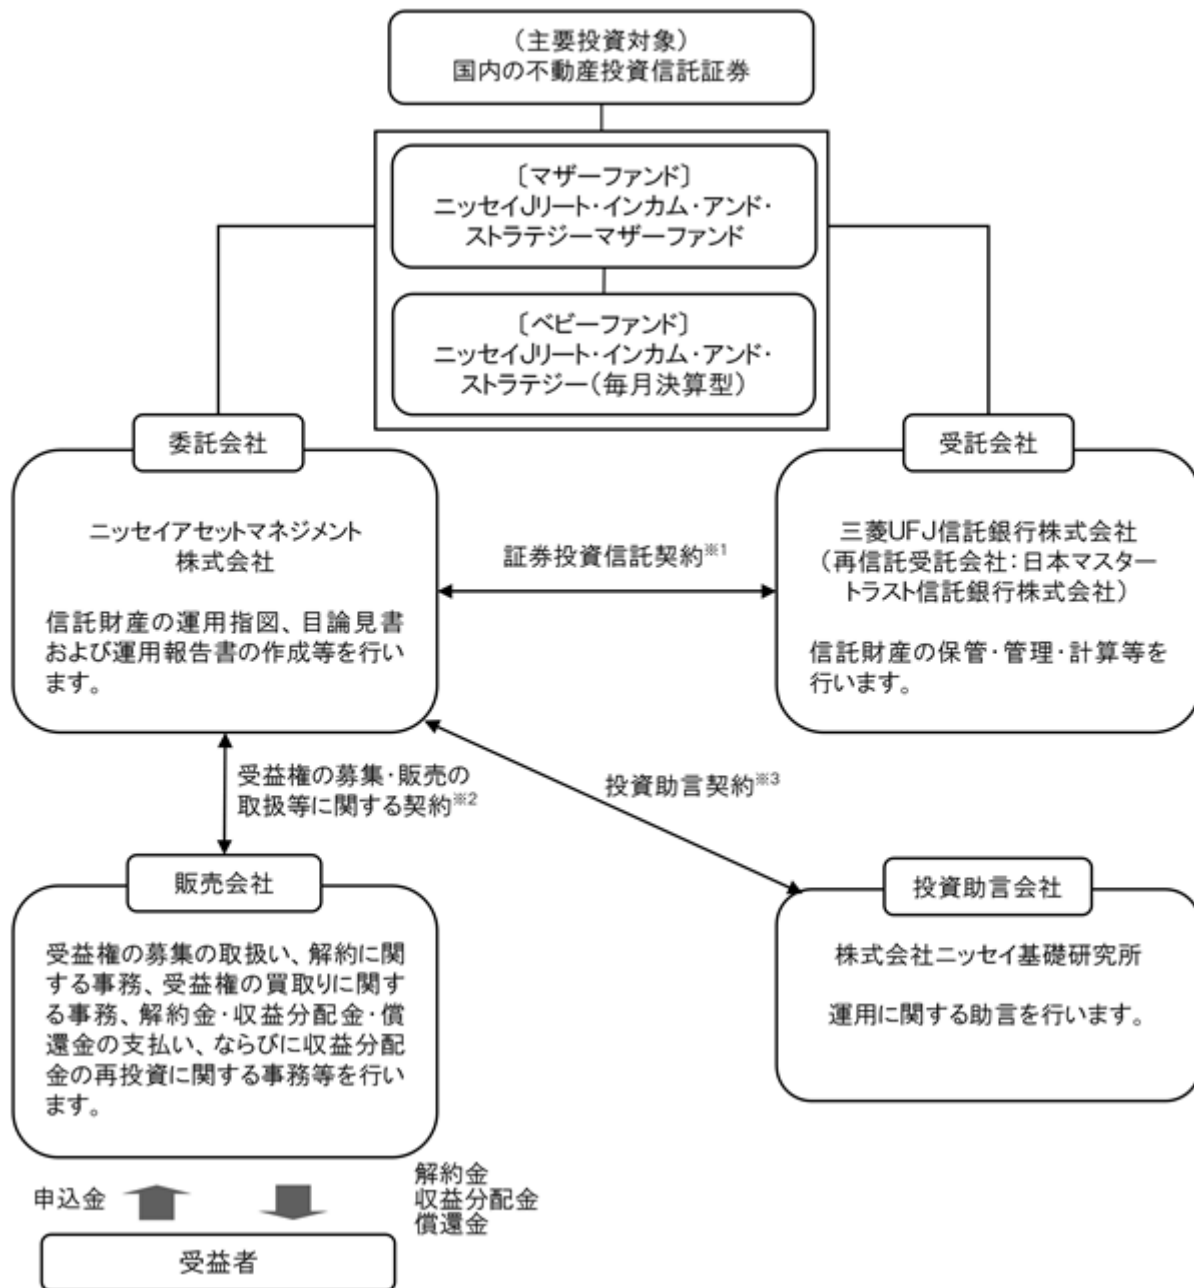 （主要投資対象）
国内の不動産投資信託証券
〔マザーファンド〕
ニッセイJリート・インカム・アンド・
ストラテジーマザーファンド
〔ベビーファンド〕
ニッセイJリート・インカム・アンド・
ストラテジー（毎月決算型）
委託会社
ニッセイアセットマネジメント
株式会社
信託財産の運用指図、目論見書
および運用報告書の作成等を行い
ます。
証券投資信託契約※1
受託会社
三菱UFJ信託銀行株式会社
（再信託受託会社：日本マスター
トラスト信託銀行株式会社）
信託財産の保管・管理・計算等を
行います。
受益権の募集・販売の
取扱等に関する契約※2
投資助言契約※3
販売会社
受益権の募集の取扱い、解約に関
する事務、受益権の買取りに関す
る事務、解約金・収益分配金・償
還金の支払い、ならびに収益分配
金の再投資に関する事務等を行い
ます。
投資助言会社
株式会社ニッセイ基礎研究所
運用に関する助言を行います。
申込金
解約金
収益分配金
償還金
受益者